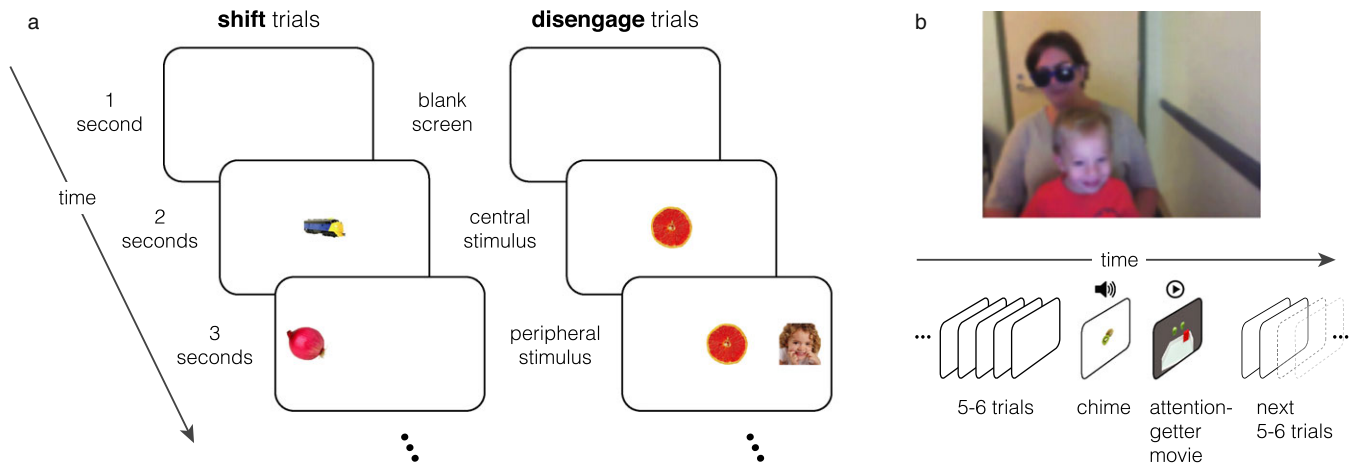 a
shift trials
disengage trials
1
second
blank
screen
time
2
seconds
central
stimulus
3
seconds
peripheral
stimulus
b
time
5-6 trials
chime
attention-
getter
movie
next
5-6 trials